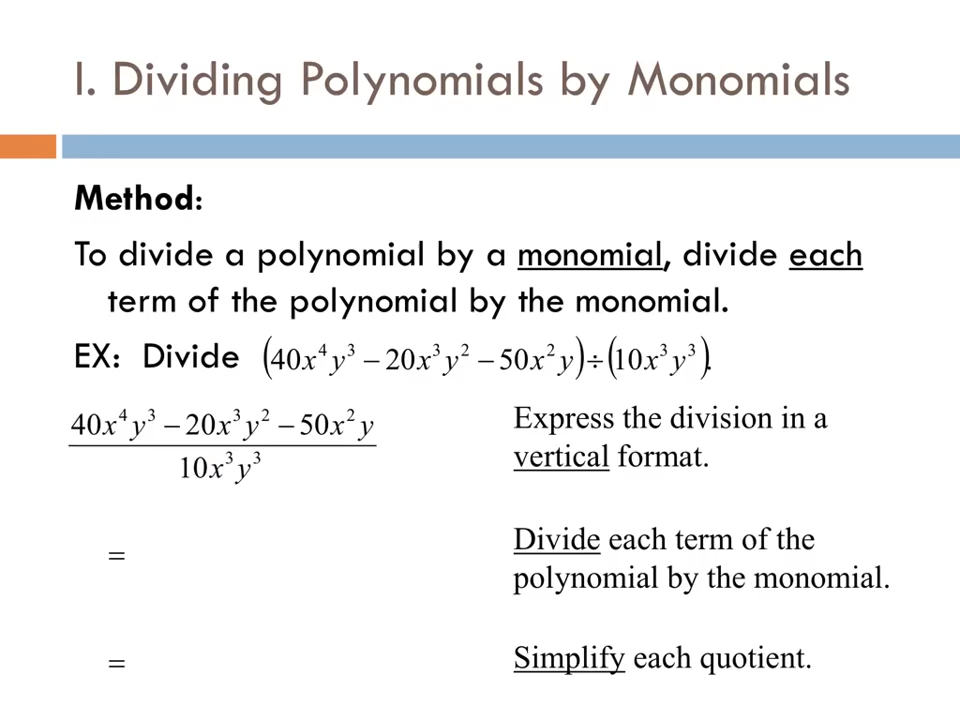 I. Dividing Polynomials by Monomials
Method:
To divide a polynomial by a monomial, divide each
term of the polynomial by the monomial.
EX: Divide (40x⁴y³ − 20x³y² − 50x²y) ÷ (10x³y³).
40x⁴y³ − 20x³y² − 50x²y
10x³y³
Express the division in a
vertical format.
=
Divide each term of the
polynomial by the monomial.
=
Simplify each quotient.